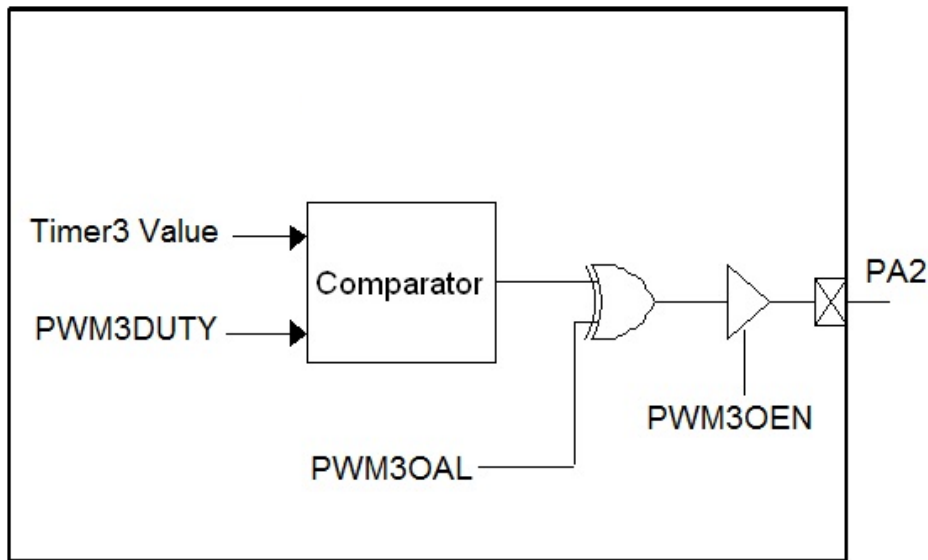 Timer3 Value
PA2
Comparator
PWM3DUTY
PWM3OEN
PWM3OAL